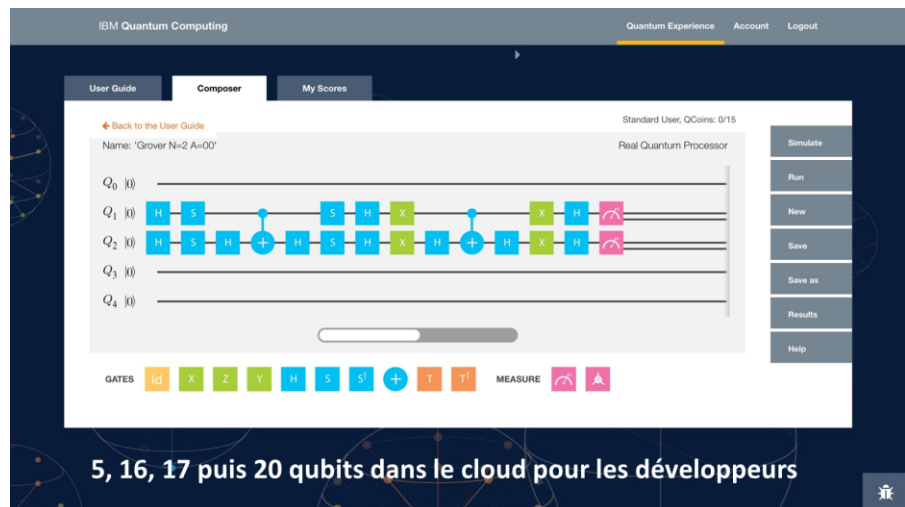 IBM Quantum Computing
Quantum Experience Account Logout
User Guide Composer My Scores
Standard User, QCoins: 0/15
← Back to the User Guide
Name: 'Grover N=2 A=00'
Real Quantum Processor
Q0 |0⟩
Q1 |0⟩ H S S H X X H
Q2 |0⟩ H S H + H S H X H + H X H
Q3 |0⟩
Q4 |0⟩
Simulate
Run
New
Save
Save as
Results
Help
GATES Id X Z Y H S S† + T T† MEASURE
5, 16, 17 puis 20 qubits dans le cloud pour les développeurs